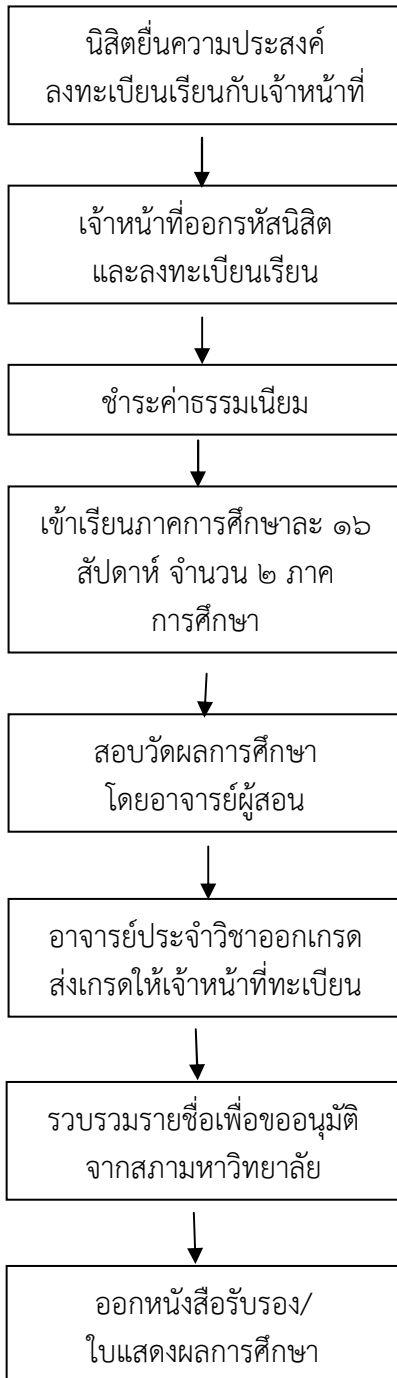 นิสิตยื่นความประสงค์
ลงทะเบียนเรียนกับเจ้าหน้าที่
เจ้าหน้าที่ออกรหัสนิสิต
และลงทะเบียนเรียน
ชำระค่าธรรมเนียม
เข้าเรียนภาคการศึกษาละ ๑๖
สัปดาห์ จำนวน ๒ ภาค
การศึกษา
สอบวัดผลการศึกษา
โดยอาจารย์ผู้สอน
อาจารย์ประจำวิชาออกเกรด
ส่งเกรดให้เจ้าหน้าที่ทะเบียน
รวบรวมรายชื่อเพื่อขออนุมัติ
จากสภามหาวิทยาลัย
ออกหนังสือรับรอง/
ใบแสดงผลการศึกษา